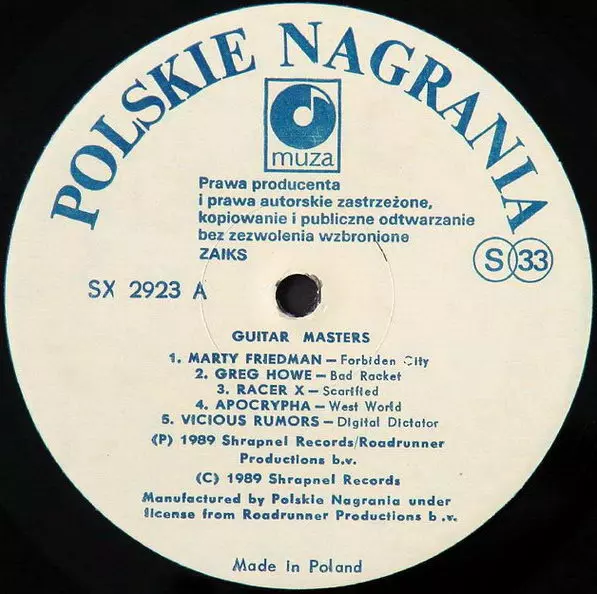 POLSKIE NAGRANIA
muza
Prawa producenta
i prawa autorskie zastrzeżone,
kopiowanie i publiczne odtwarzanie
bez zezwolenia wzbronione
ZAIKS
S 33
SX 2923 A
GUITAR MASTERS
1. MARTY FRIEDMAN – Forbiden City
2. GREG HOWE – Bad Racket
3. RACER X – Scarified
4. APOCRYPHA – West World
5. VICIOUS RUMORS – Digital Dictator
(P) 1989 Shrapnel Records/Roadrunner
Productions b.v.
(C) 1989 Shrapnel Records
Manufactured by Polskie Nagrania under
license from Roadrunner Productions b.v.
Made in Poland